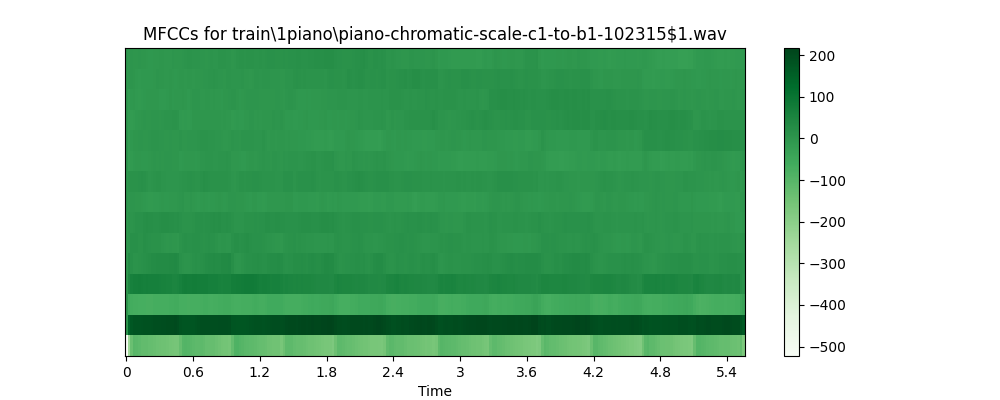 MFCCs for train\1piano\piano-chromatic-scale-c1-to-b1-102315$1.wav
200
100
0
−100
−200
−300
−400
−500
0 0.6 1.2 1.8 2.4 3 3.6 4.2 4.8 5.4
Time